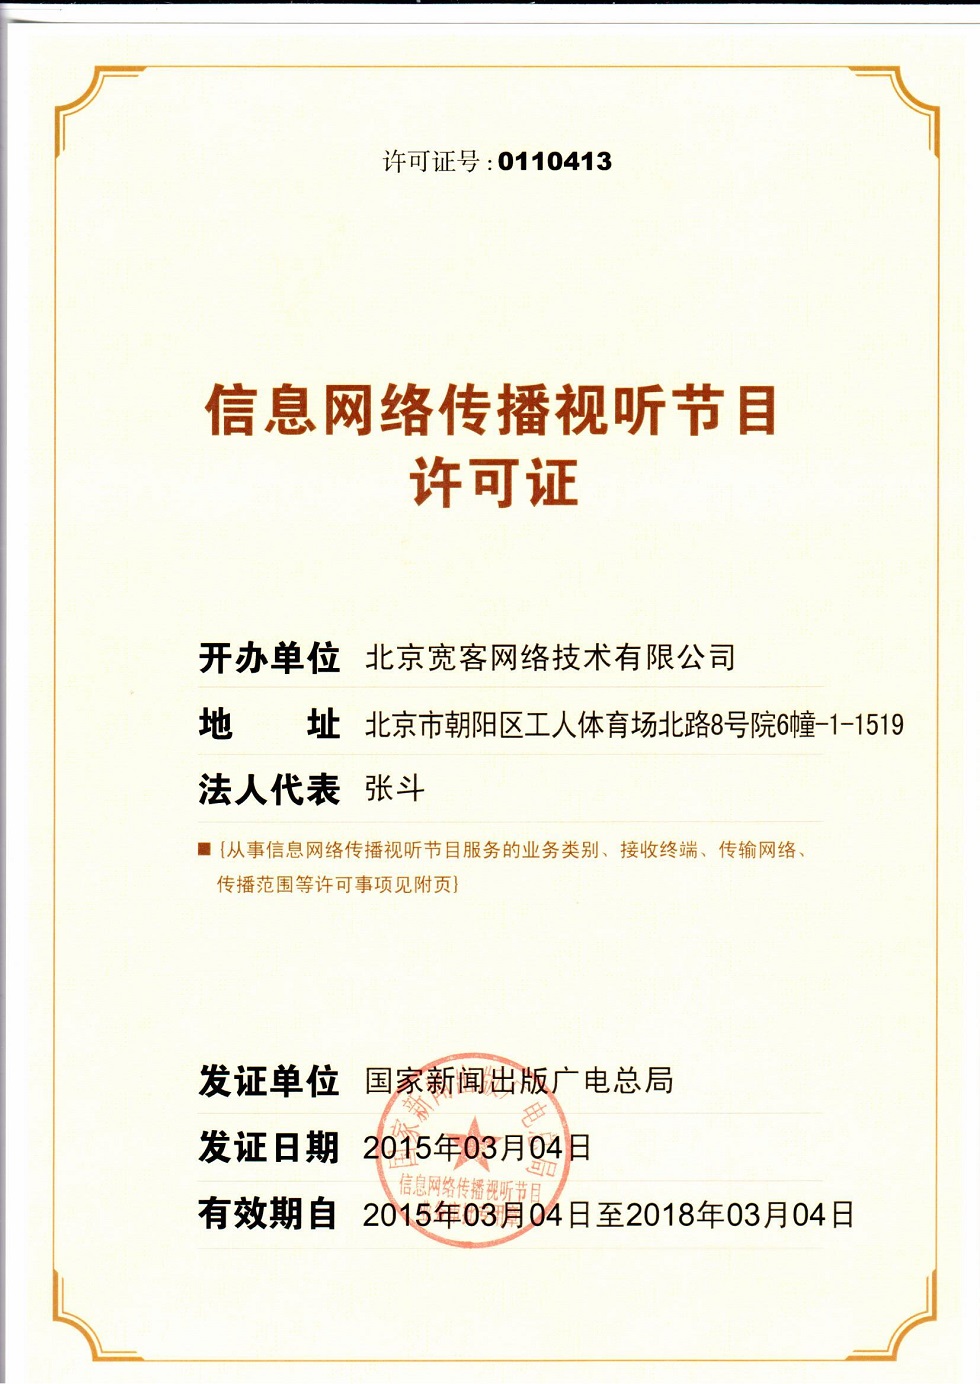 许可证号:0110413
信息网络传播视听节目
许可证
开办单位 北京宽客网络技术有限公司
地 址 北京市朝阳区工人体育场北路8号院6幢-1-1519
法人代表 张斗
■{从事信息网络传播视听节目服务的业务类别、接收终端、传输网络、
传播范围等许可事项见附页}
发证单位 国家新闻出版广电总局
发证日期 2015年03月04日
有效期自 2015年03月04日至2018年03月04日
国家新闻出版广电总局
信息网络传播视听节目